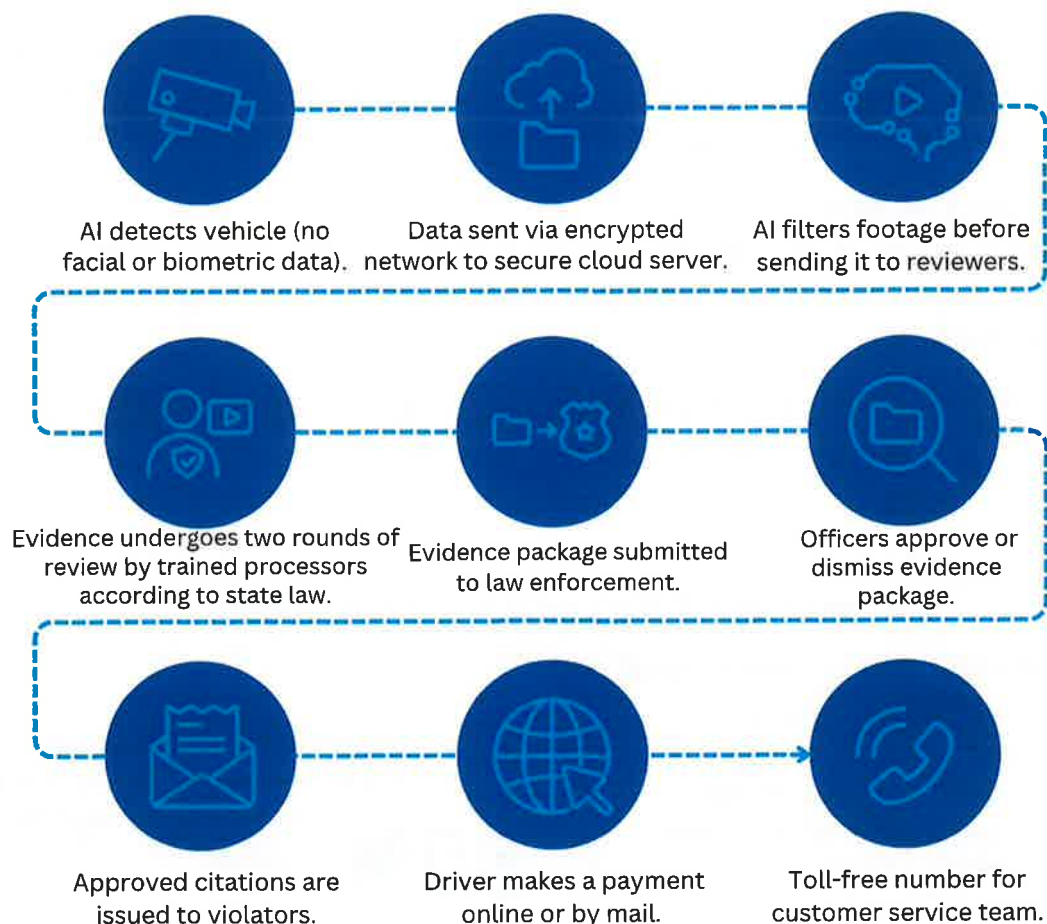 AI detects vehicle (no
facial or biometric data).
Data sent via encrypted
network to secure cloud server.
AI filters footage before
sending it to reviewers.
Evidence undergoes two rounds of
review by trained processors
according to state law.
Evidence package submitted
to law enforcement.
Officers approve or
dismiss evidence
package.
Approved citations are
issued to violators.
Driver makes a payment
online or by mail.
Toll-free number for
customer service team.